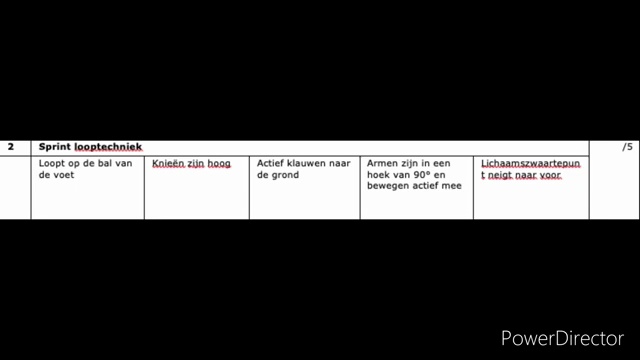 2 Sprint looptechniek /5
Loopt op de bal van
de voet
Knieën zijn hoog
Actief klauwen naar
de grond
Armen zijn in een
hoek van 90° en
bewegen actief mee
Lichaamszwaartepun
t neigt naar voor
PowerDirector